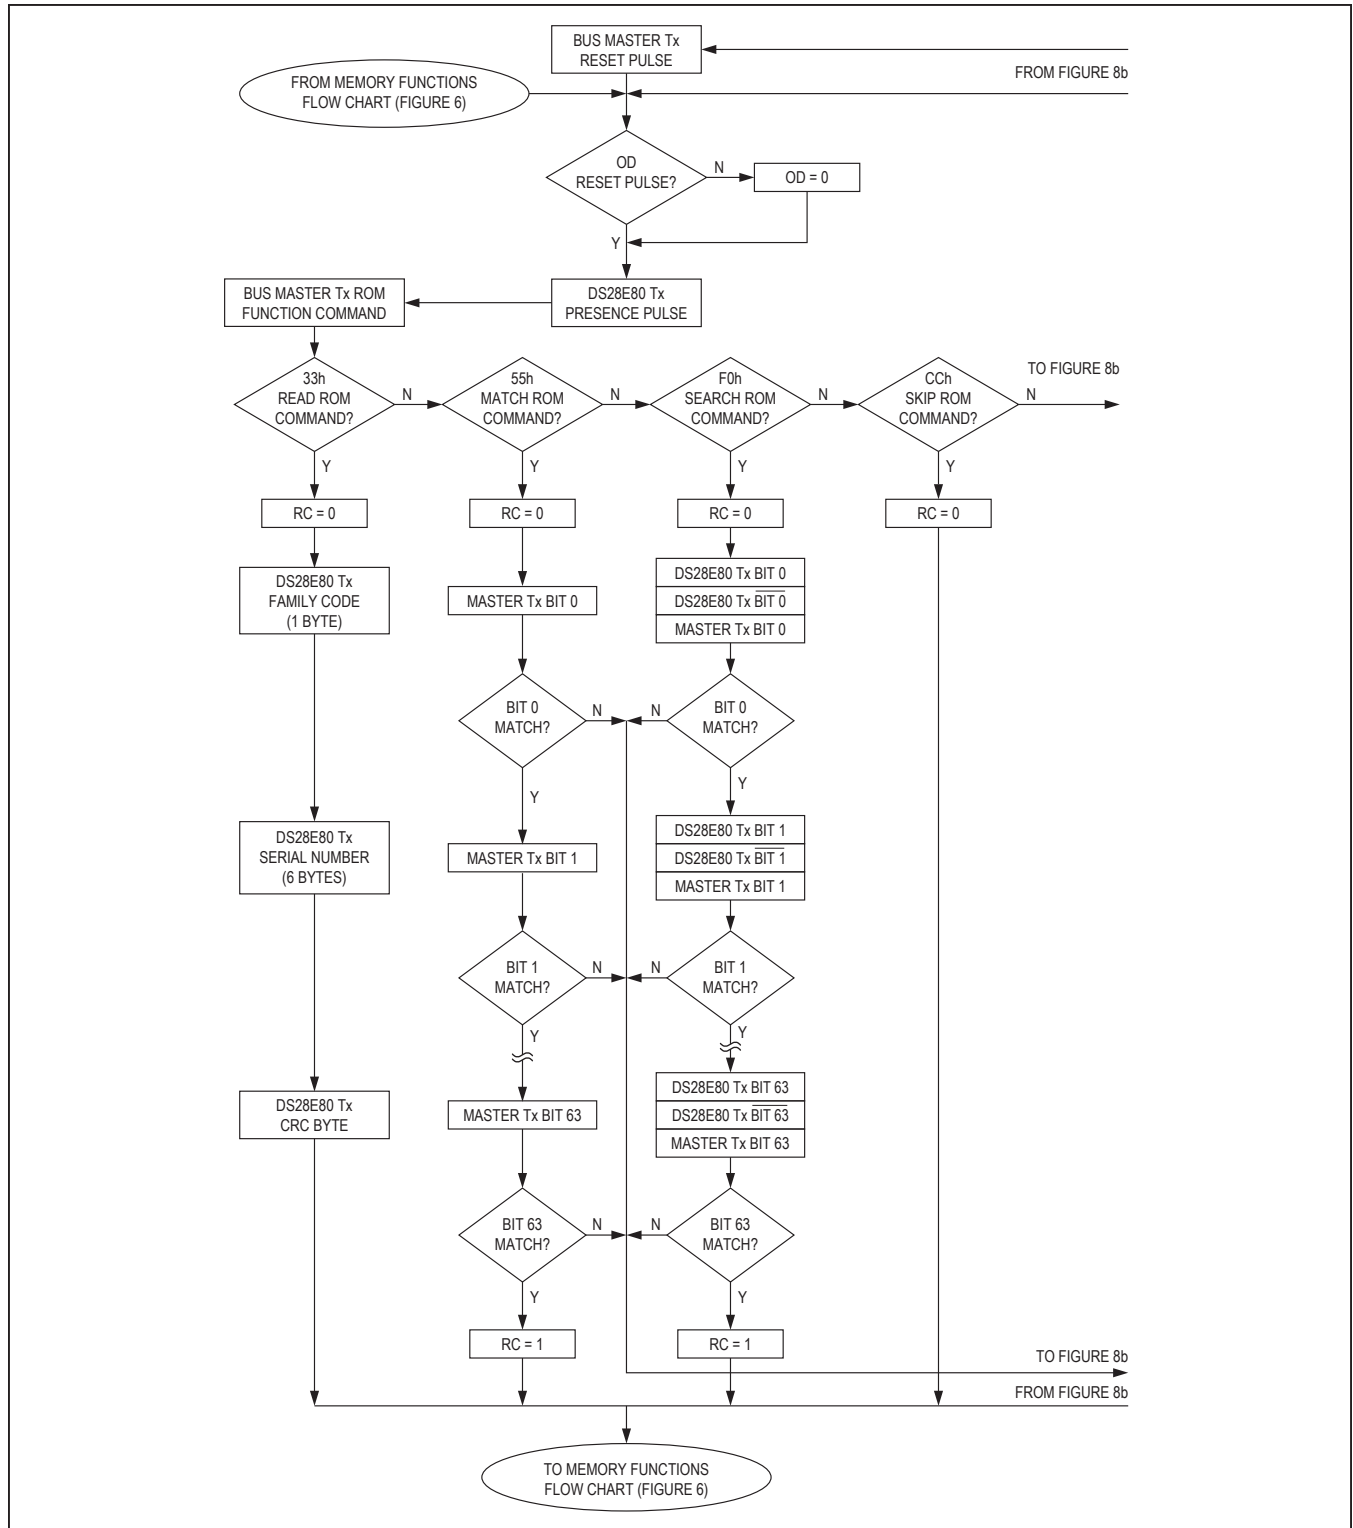 BUS MASTER Tx
RESET PULSE
FROM FIGURE 8b
FROM MEMORY FUNCTIONS
FLOW CHART (FIGURE 6)
OD
RESET PULSE?
N
OD = 0
Y
BUS MASTER Tx ROM
FUNCTION COMMAND
DS28E80 Tx
PRESENCE PULSE
33h
READ ROM
COMMAND?
N
55h
MATCH ROM
COMMAND?
N
F0h
SEARCH ROM
COMMAND?
N
CCh
SKIP ROM
COMMAND?
N
TO FIGURE 8b
Y
Y
Y
Y
RC = 0
RC = 0
RC = 0
RC = 0
DS28E80 Tx
FAMILY CODE
(1 BYTE)
MASTER Tx BIT 0
DS28E80 Tx BIT 0
DS28E80 Tx B̅I̅T̅ ̅0̅
MASTER Tx BIT 0
BIT 0
MATCH?
N
N
BIT 0
MATCH?
Y
Y
DS28E80 Tx
SERIAL NUMBER
(6 BYTES)
MASTER Tx BIT 1
DS28E80 Tx BIT 1
DS28E80 Tx B̅I̅T̅ ̅1̅
MASTER Tx BIT 1
BIT 1
MATCH?
N
N
BIT 1
MATCH?
Y
Y
DS28E80 Tx
CRC BYTE
MASTER Tx BIT 63
DS28E80 Tx BIT 63
DS28E80 Tx B̅I̅T̅ ̅6̅3̅
MASTER Tx BIT 63
BIT 63
MATCH?
N
N
BIT 63
MATCH?
Y
Y
RC = 1
RC = 1
TO FIGURE 8b
FROM FIGURE 8b
TO MEMORY FUNCTIONS
FLOW CHART (FIGURE 6)